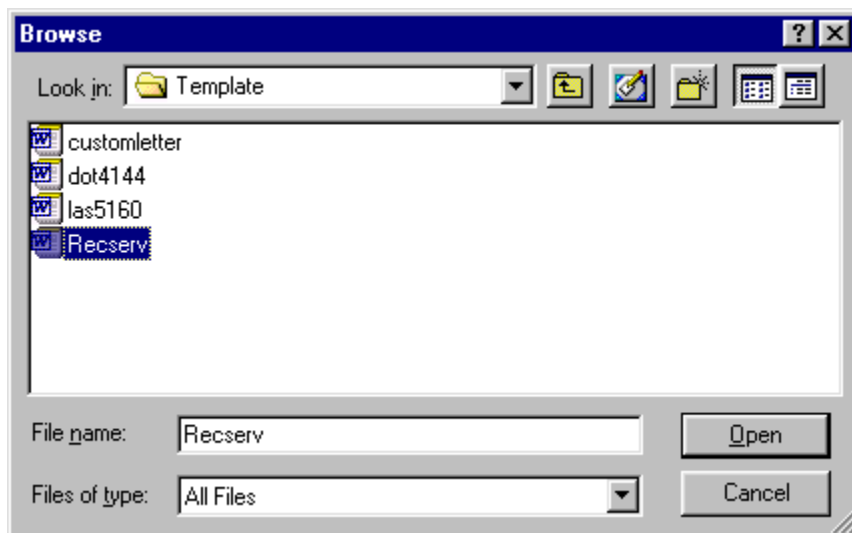 Browse
Look in: Template
customletter
dot4144
las5160
Recserv
File name: Recserv Open
Files of type: All Files Cancel